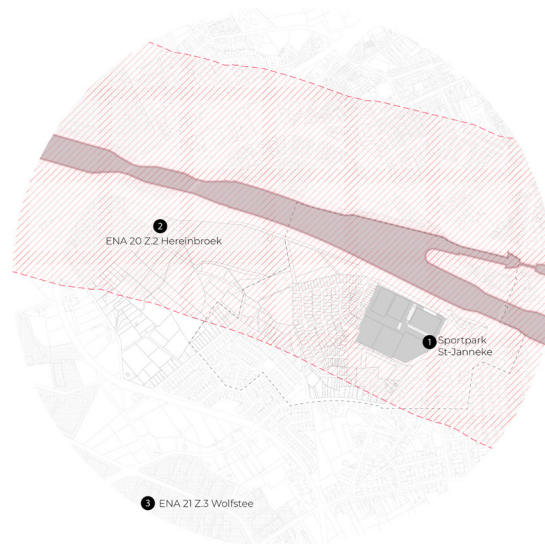 2
ENA 20 Z.2 Hereinbroek
1 Sportpark
St-Janneke
3 ENA 21 Z.3 Wolfstee